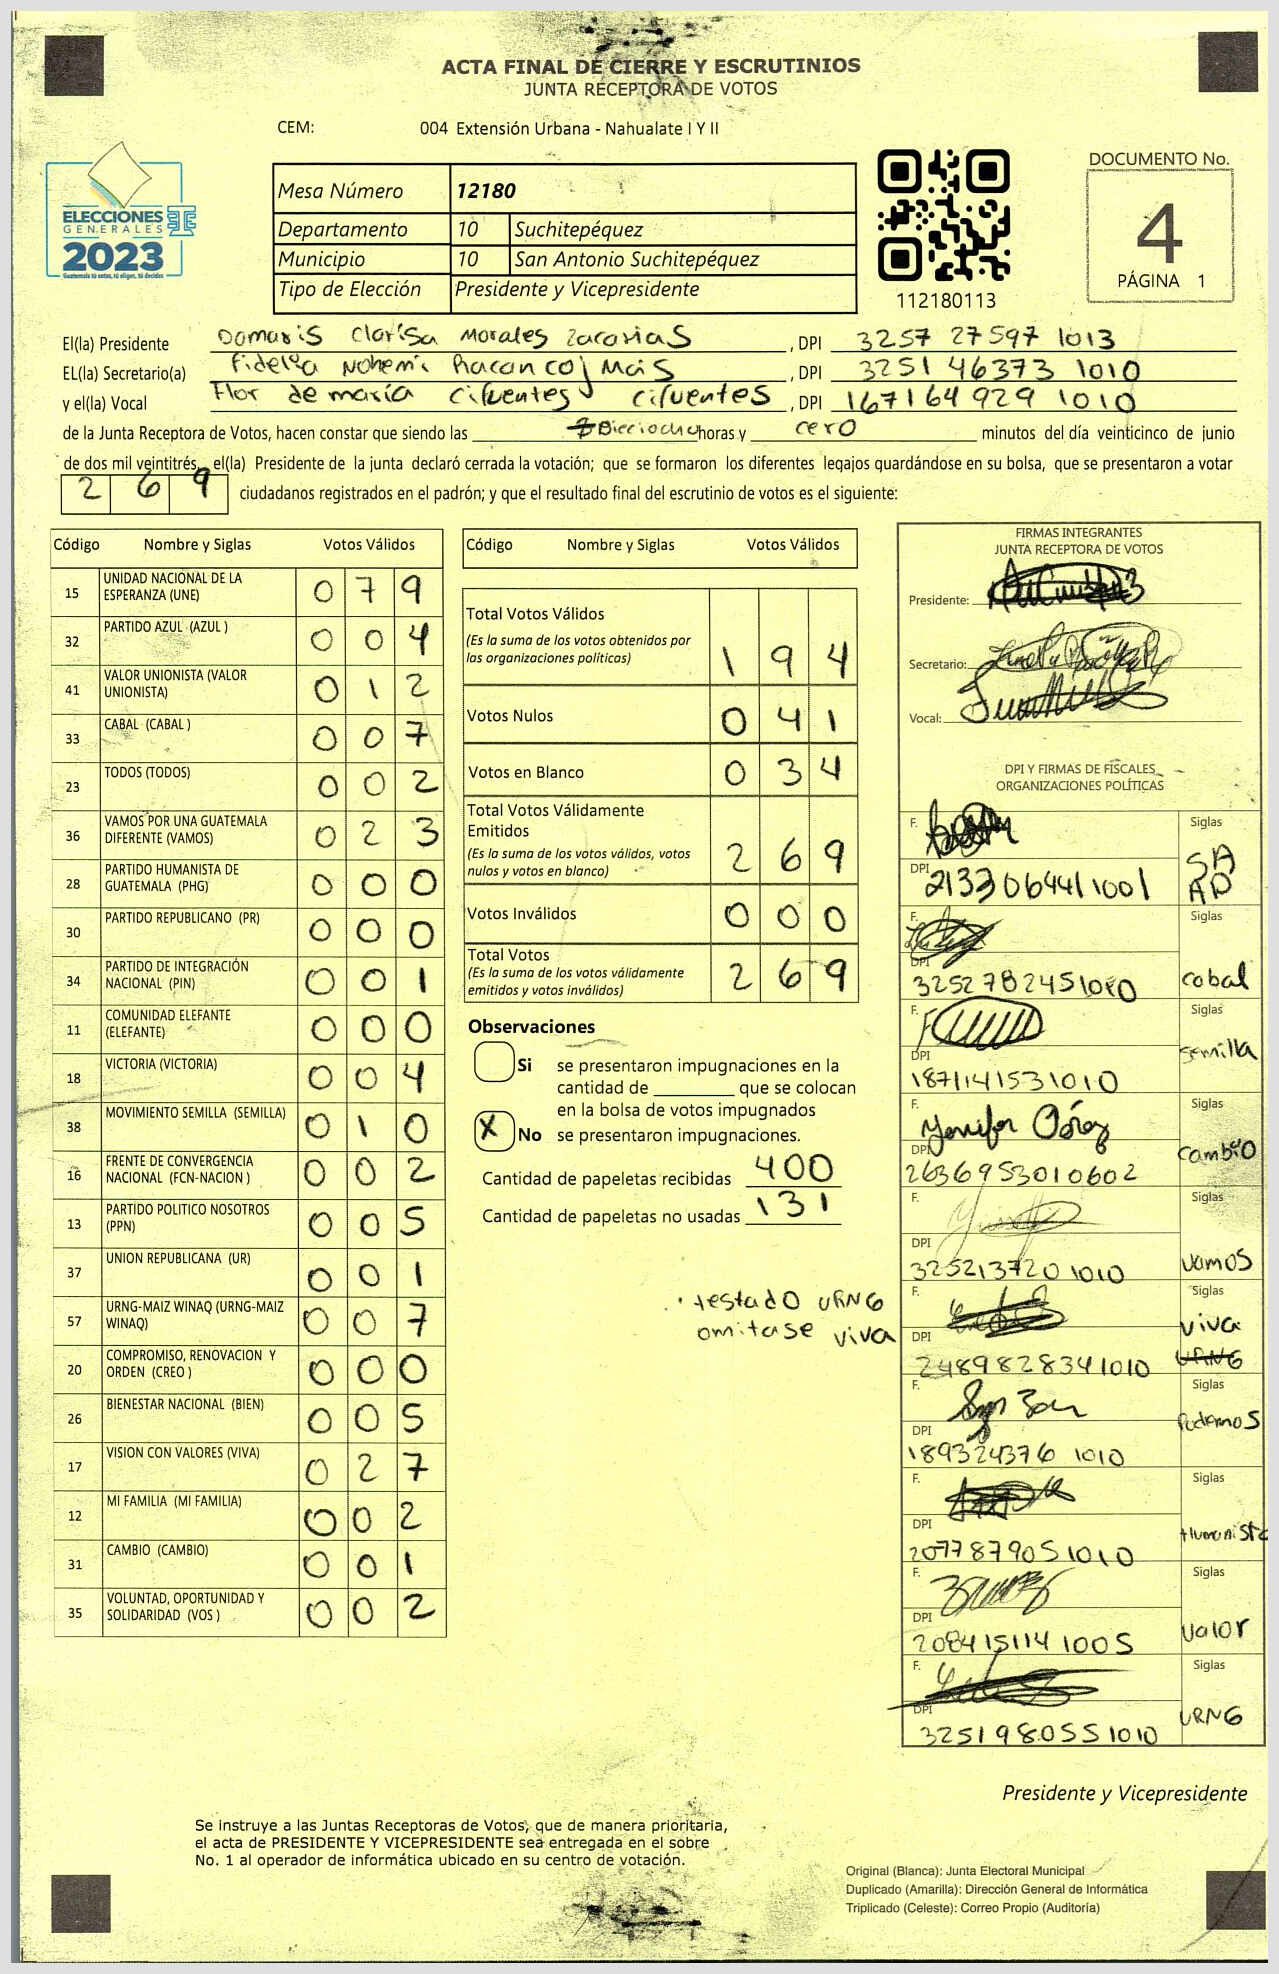 ACTA FINAL DE CIERRE Y ESCRUTINIOS
JUNTA RECEPTORA DE VOTOS
CEM: 004 Extensión Urbana - Nahualate I Y II
ELECCIONES
GENERALES
2023
Guatemala tú votas, tú eliges, tú decides
Mesa Número 12180
Departamento 10 Suchitepéquez
Municipio 10 San Antonio Suchitepéquez
Tipo de Elección Presidente y Vicepresidente
112180113
DOCUMENTO No.
4
PÁGINA 1
El(la) Presidente Damaris Clarisa Morales Zacarias, DPI 3257 27597 1013
EL(la) Secretario(a) Fidelia Nohemi Racancoj Mais, DPI 3251 46373 1010
y el(la) Vocal Flor de maría cifuentes cifuentes, DPI 167164929 1010
de la Junta Receptora de Votos, hacen constar que siendo las Dieciocho horas y cero minutos del día veinticinco de junio
de dos mil veintitrés, el(la) Presidente de la junta declaró cerrada la votación; que se formaron los diferentes legajos guardándose en su bolsa, que se presentaron a votar
2 6 9 ciudadanos registrados en el padrón; y que el resultado final del escrutinio de votos es el siguiente:
Código Nombre y Siglas Votos Válidos
15 UNIDAD NACIONAL DE LA ESPERANZA (UNE) 0 7 9
32 PARTIDO AZUL (AZUL ) 0 0 4
41 VALOR UNIONISTA (VALOR UNIONISTA) 0 1 2
33 CABAL (CABAL ) 0 0 7
23 TODOS (TODOS) 0 0 2
36 VAMOS POR UNA GUATEMALA DIFERENTE (VAMOS) 0 2 3
28 PARTIDO HUMANISTA DE GUATEMALA (PHG) 0 0 0
30 PARTIDO REPUBLICANO (PR) 0 0 0
34 PARTIDO DE INTEGRACIÓN NACIONAL (PIN) 0 0 1
11 COMUNIDAD ELEFANTE (ELEFANTE) 0 0 0
18 VICTORIA (VICTORIA) 0 0 4
38 MOVIMIENTO SEMILLA (SEMILLA) 0 1 0
16 FRENTE DE CONVERGENCIA NACIONAL (FCN-NACION ) 0 0 2
13 PARTIDO POLITICO NOSOTROS (PPN) 0 0 5
37 UNION REPUBLICANA (UR) 0 0 1
57 URNG-MAIZ WINAQ (URNG-MAIZ WINAQ) 0 0 7
20 COMPROMISO, RENOVACION Y ORDEN (CREO ) 0 0 0
26 BIENESTAR NACIONAL (BIEN) 0 0 5
17 VISION CON VALORES (VIVA) 0 2 7
12 MI FAMILIA (MI FAMILIA) 0 0 2
31 CAMBIO (CAMBIO) 0 0 1
35 VOLUNTAD, OPORTUNIDAD Y SOLIDARIDAD (VOS ) 0 0 2
Código Nombre y Siglas Votos Válidos
Total Votos Válidos
(Es la suma de los votos obtenidos por
las organizaciones políticas) 1 9 4
Votos Nulos 0 4 1
Votos en Blanco 0 3 4
Total Votos Válidamente
Emitidos
(Es la suma de los votos válidos, votos
nulos y votos en blanco) 2 6 9
Votos Inválidos 0 0 0
Total Votos
(Es la suma de los votos válidamente
emitidos y votos inválidos) 2 6 9
Observaciones
Si se presentaron impugnaciones en la
cantidad de ________ que se colocan
en la bolsa de votos impugnados
X No se presentaron impugnaciones.
Cantidad de papeletas recibidas 400
Cantidad de papeletas no usadas 131
testado URNG
omitase viva
FIRMAS INTEGRANTES
JUNTA RECEPTORA DE VOTOS
Presidente:
Secretario:
Vocal:
DPI Y FIRMAS DE FISCALES
ORGANIZACIONES POLÍTICAS
F. Siglas
DPI 2133064411001 SA AD
F. Siglas
DPI 3252782451010 cabal
F. Siglas
DPI 1871141531010 semilla
F. Yennifer Pérez Siglas
DPI 2636953010602 cambio
F. Siglas
DPI 3252137201010 vamos
F. Siglas
DPI 2489828341010 viva URNG
F. Siglas
DPI 189324376 1010 Podemos
F. Siglas
DPI 2077879051010 Humanista
F. Siglas
DPI 2084151141005 valor
F. Siglas
DPI 3251980551010 URNG
Presidente y Vicepresidente
Se instruye a las Juntas Receptoras de Votos, que de manera prioritaria,
el acta de PRESIDENTE Y VICEPRESIDENTE sea entregada en el sobre
No. 1 al operador de informática ubicado en su centro de votación.
Original (Blanca): Junta Electoral Municipal
Duplicado (Amarilla): Dirección General de Informática
Triplicado (Celeste): Correo Propio (Auditoría)